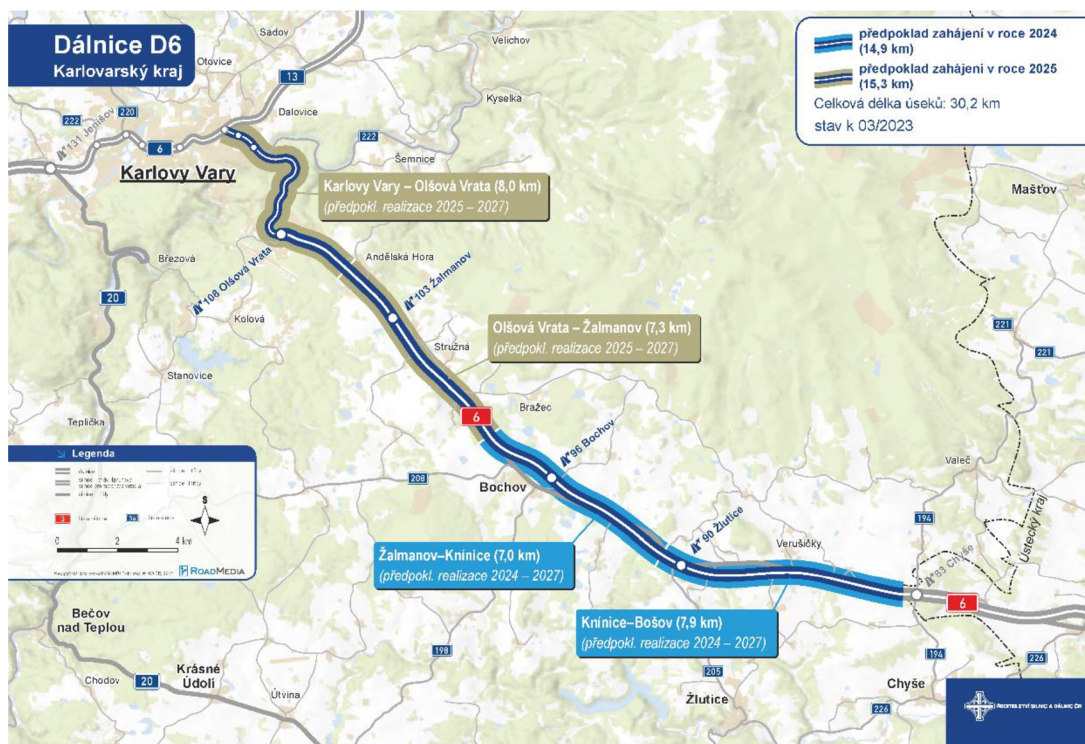 Dálnice D6
Karlovarský kraj
předpoklad zahájení v roce 2024
(14,9 km)
předpoklad zahájení v roce 2025
(15,3 km)
Celková délka úseků: 30,2 km
stav k 03/2023
Sadov
Velichov
Otovice
13
Dalovice
Kyselka
222
220
131 Jenišov
6
222
Šemnice
Karlovy Vary
Karlovy Vary – Olšová Vrata (8,0 km)
(předpokl. realizace 2025 – 2027)
Mašťov
Březová
108 Olšová Vrata
Andělská Hora
103 Žalmanov
20
Kolová
Stružná
Olšová Vrata – Žalmanov (7,3 km)
(předpokl. realizace 2025 – 2027)
221
221
Stanovice
Teplička
6
Bražec
96 Bochov
Legenda
208
Bochov
Valeč
S
0 2 4 km
ROADMEDIA
90 Žlutice
194
Ústecký kraj
Žalmanov–Knínice (7,0 km)
(předpokl. realizace 2024 – 2027)
Verušičky
83 Chyše
6
Knínice–Bošov (7,9 km)
(předpokl. realizace 2024 – 2027)
Bečov
nad Teplou
198
194
226
Krásné
Údolí
205
Chodov
20
Útvina
Žlutice
Chyše
226
ŘEDITELSTVÍ SILNIC A DÁLNIC ČR